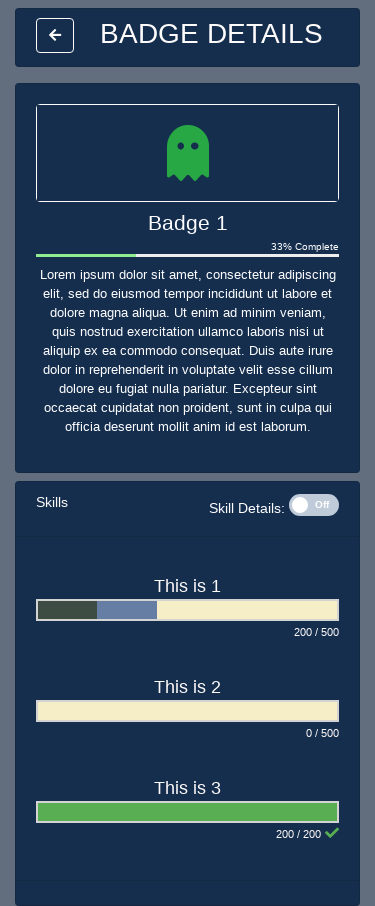 BADGE DETAILS
Badge 1
33% Complete
Lorem ipsum dolor sit amet, consectetur adipiscing
elit, sed do eiusmod tempor incididunt ut labore et
dolore magna aliqua. Ut enim ad minim veniam,
quis nostrud exercitation ullamco laboris nisi ut
aliquip ex ea commodo consequat. Duis aute irure
dolor in reprehenderit in voluptate velit esse cillum
dolore eu fugiat nulla pariatur. Excepteur sint
occaecat cupidatat non proident, sunt in culpa qui
officia deserunt mollit anim id est laborum.
Skills
Skill Details: Off
This is 1
200 / 500
This is 2
0 / 500
This is 3
200 / 200